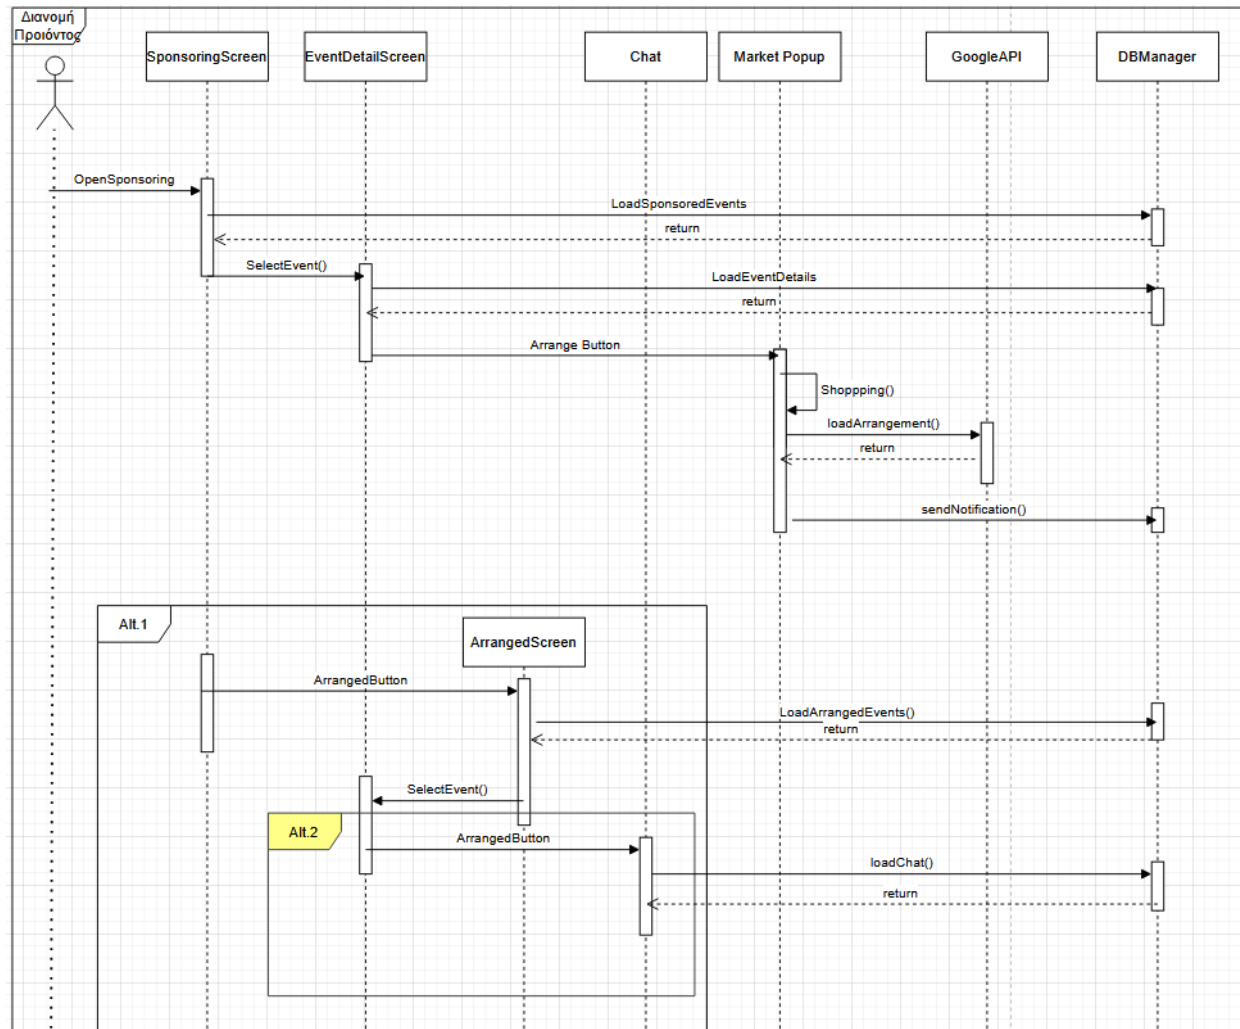 Διανομή
Προιόντος
SponsoringScreen
EventDetailScreen
Chat
Market Popup
GoogleAPI
DBManager
OpenSponsoring
LoadSponsoredEvents
return
SelectEvent()
LoadEventDetails
return
Arrange Button
Shoppping()
loadArrangement()
return
sendNotification()
Alt.1
ArrangedScreen
ArrangedButton
LoadArrangedEvents()
return
SelectEvent()
Alt.2
ArrangedButton
loadChat()
return